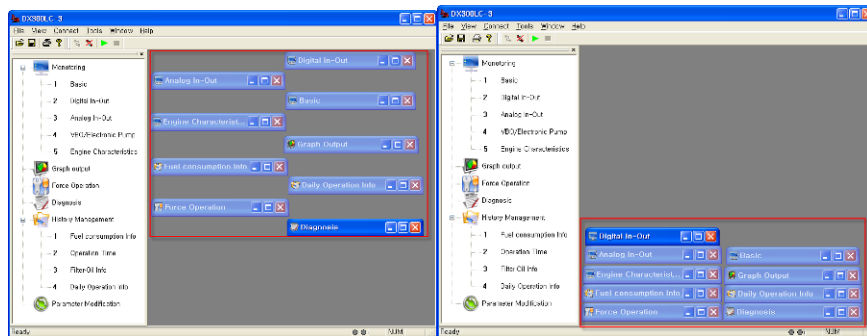 DX300LC-3
File View Connect Tools Window Help
Monitoring
1 Basic
2 Digital In-Out
3 Analog In-Out
4 VBO/Electronic Pump
5 Engine Characteristics
Graph output
Force Operation
Diagnosis
History Management
1 Fuel consumption Info
2 Operation Time
3 Filter-Oil Info
4 Daily Operation Info
Parameter Modification
Digital In-Out
Analog In-Out
Basic
Engine Characterist...
Graph Output
Fuel consumption Info
Daily Operation Info
Force Operation
Diagnosis
Ready
NUM
DX300LC-3
File View Connect Tools Window Help
Monitoring
1 Basic
2 Digital In-Out
3 Analog In-Out
4 VBO/Electronic Pump
5 Engine Characteristics
Graph output
Force Operation
Diagnosis
History Management
1 Fuel consumption Info
2 Operation Time
3 Filter-Oil Info
4 Daily Operation Info
Parameter Modification
Digital In-Out
Analog In-Out
Basic
Engine Characterist...
Graph Output
Fuel consumption Info
Daily Operation Info
Force Operation
Diagnosis
Ready
NUM